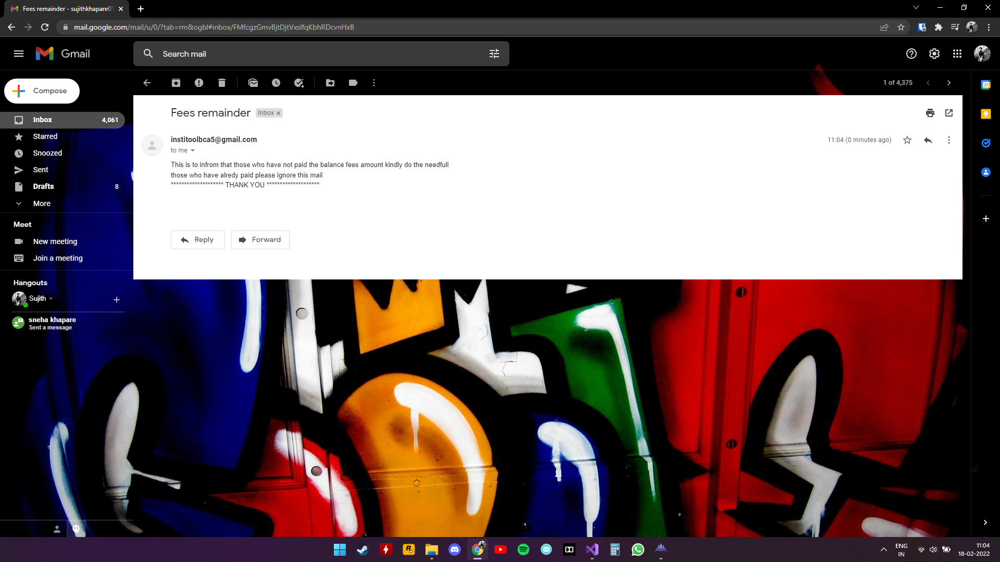 Fees remainder - sujithkhapare01
mail.google.com/mail/u/0/?tab=rm&ogbl#inbox/FMfcgzGmvBjtDjtVxslfqKbhRDcvnHxB
Gmail
Search mail
Compose
1 of 4,375
Inbox 4,061
Starred
Snoozed
Sent
Drafts 8
More
Meet
New meeting
Join a meeting
Hangouts
Sujith
sneha khapare
Sent a message
Fees remainder Inbox ×
institoolbca5@gmail.com
11:04 (0 minutes ago)
to me
This is to infrom that those who have not paid the balance fees amount kindly do the needfull
those who have alredy paid please ignore this mail
******************** THANK YOU ********************
Reply
Forward
31
ENG
IN
11:04
18-02-2022